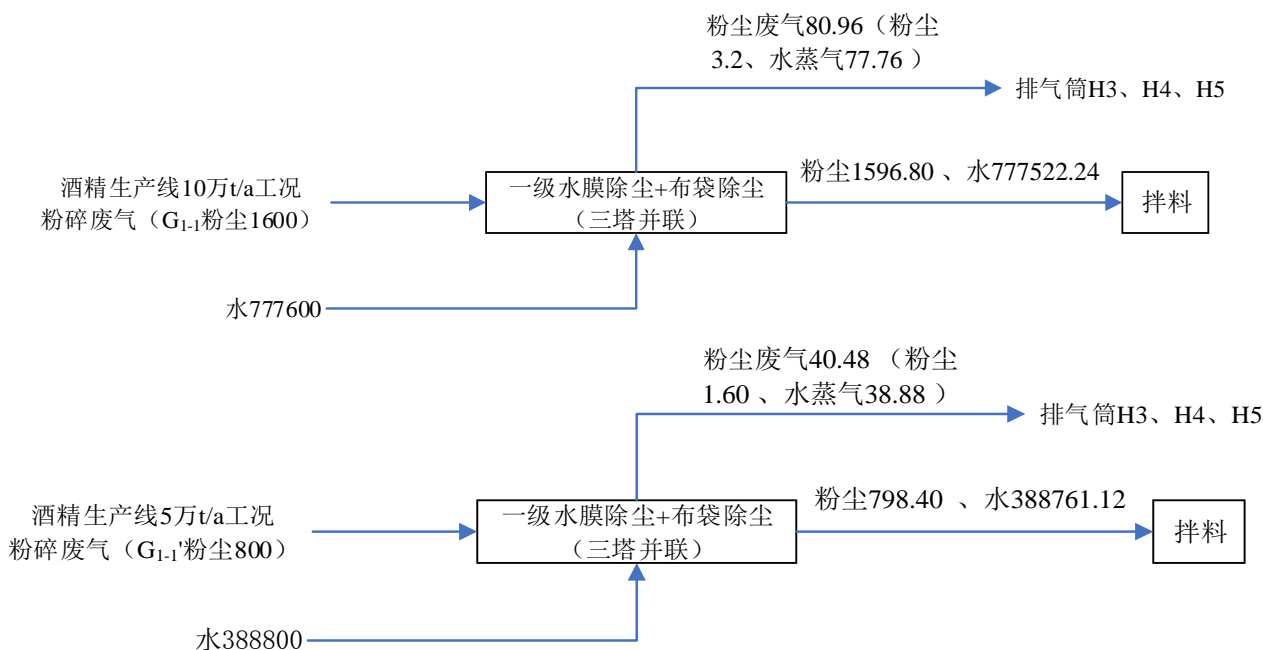 粉尘废气80.96（粉尘
3.2、水蒸气77.76 ）
排气筒H3、H4、H5
酒精生产线10万t/a工况
粉碎废气（G1-1粉尘1600）
一级水膜除尘+布袋除尘
（三塔并联）
粉尘1596.80 、水777522.24
拌料
水777600
粉尘废气40.48 （粉尘
1.60 、水蒸气38.88 ）
排气筒H3、H4、H5
酒精生产线5万t/a工况
粉碎废气（G1-1'粉尘800）
一级水膜除尘+布袋除尘
（三塔并联）
粉尘798.40 、水388761.12
拌料
水388800